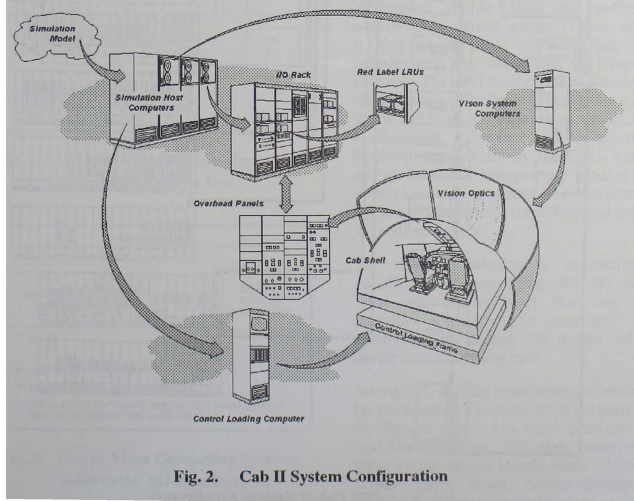 Simulation
Model
Simulation Host
Computers
I/O Rack
Red Label LRUs
Vison System
Computers
Overhead Panels
Vision Optics
Cab Shell
Control Loading Frame
Control Loading Computer
Fig. 2. Cab II System Configuration